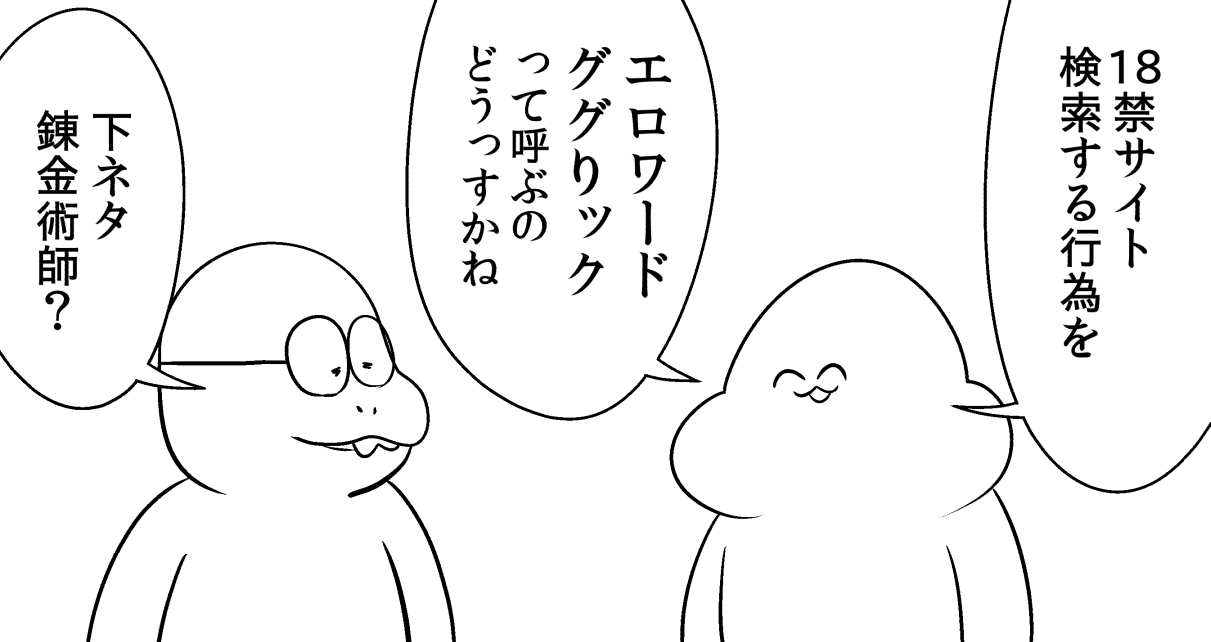 18禁サイト
検索する行為を
エロワード
ググりック
って呼ぶの
どうっすかね
下ネタ
錬金術師？